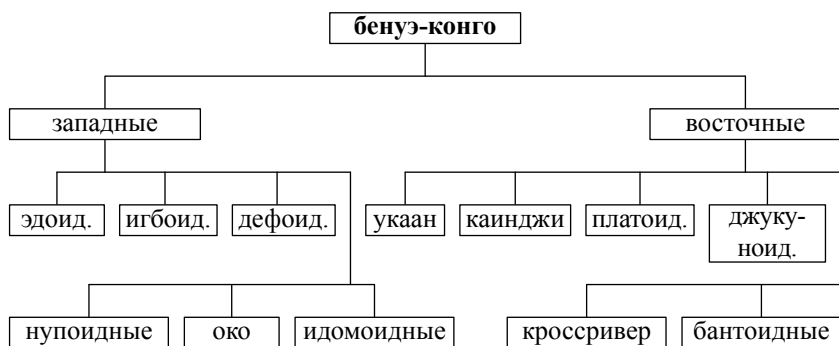 бенуэ-конго
западные
восточные
эдоид.
игбоид.
дефоид.
укаан
каинджи
платоид.
джуку-
ноид.
нупоидные
око
идомоидные
кроссривер
бантоидные